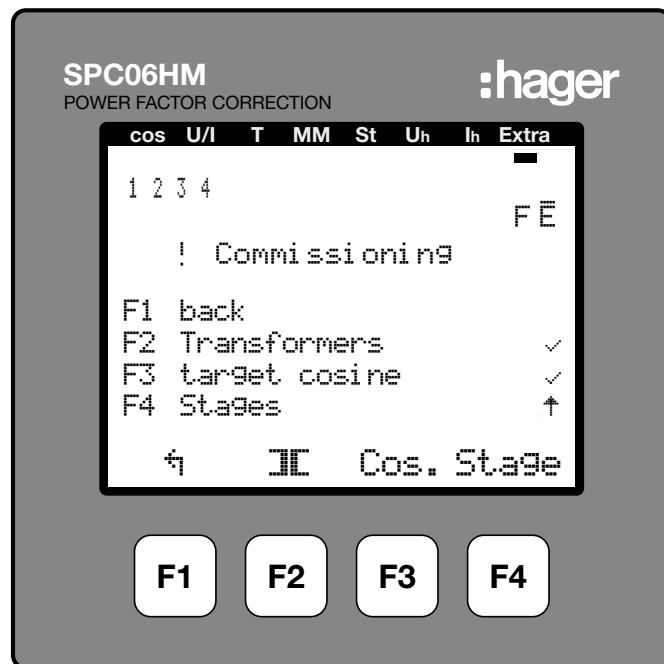 SPC06HM
:hager
POWER FACTOR CORRECTION
cos U/I T MM St Uh Ih Extra
1 2 3 4
F Ē
! Commissioning
F1 back
F2 Transformers ✓
F3 target cosine ✓
F4 Stages ↑
Cos. Stage
F1 F2 F3 F4